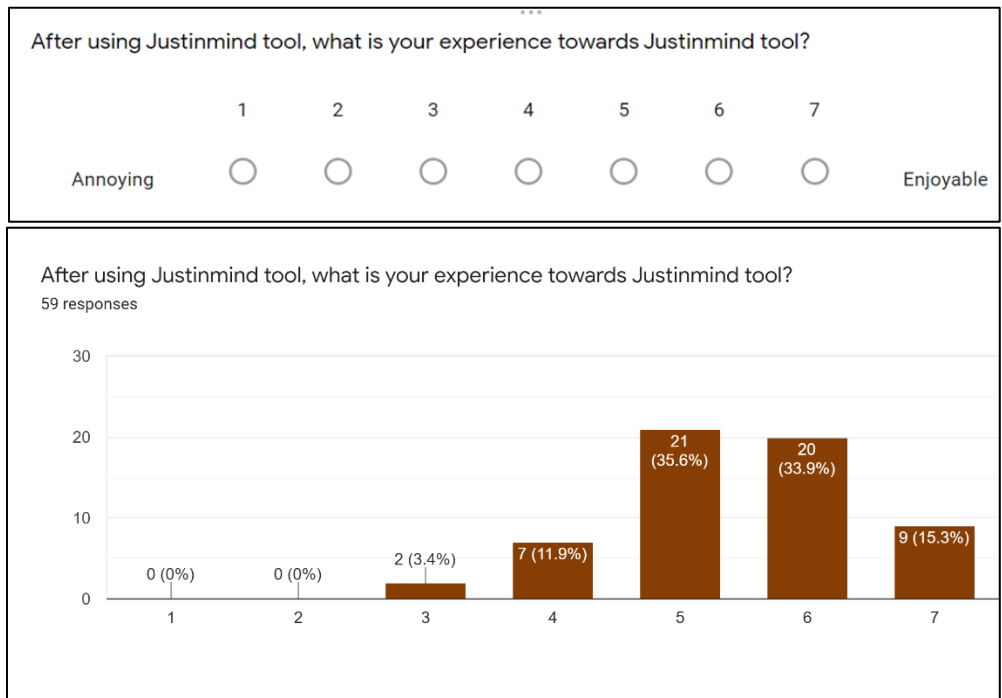 After using Justinmind tool, what is your experience towards Justinmind tool?
1 2 3 4 5 6 7
Annoying Enjoyable
After using Justinmind tool, what is your experience towards Justinmind tool?
59 responses
30
20
10
0
0 (0%)
0 (0%)
2 (3.4%)
7 (11.9%)
21
(35.6%)
20
(33.9%)
9 (15.3%)
1 2 3 4 5 6 7